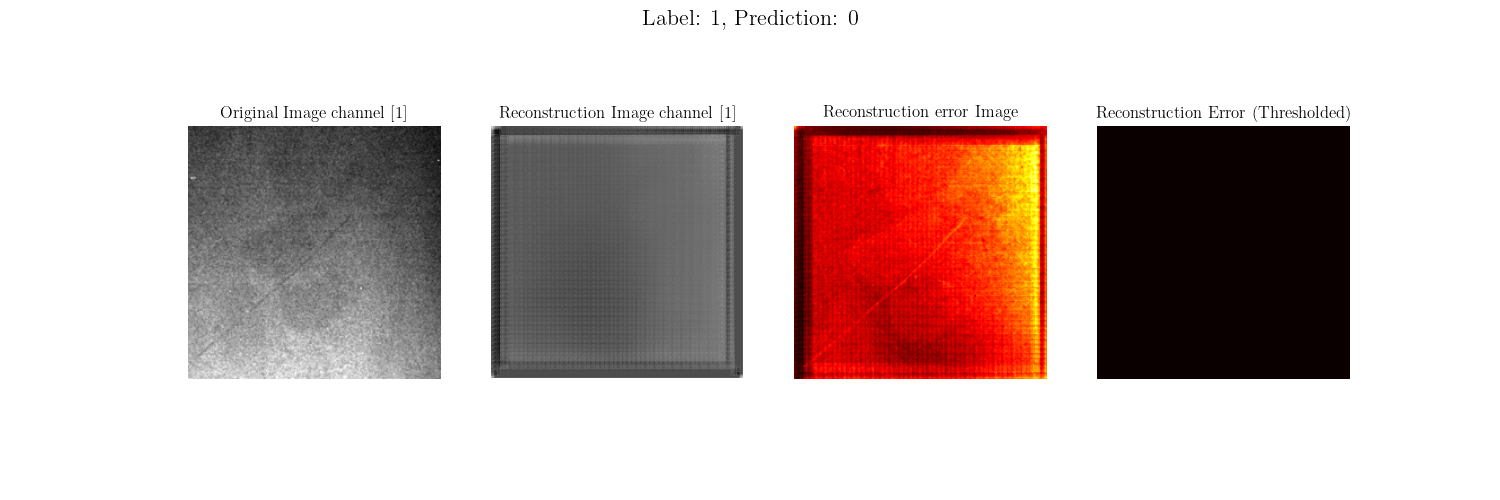 Label: 1, Prediction: 0
Original Image channel [1]
Reconstruction Image channel [1]
Reconstruction error Image
Reconstruction Error (Thresholded)